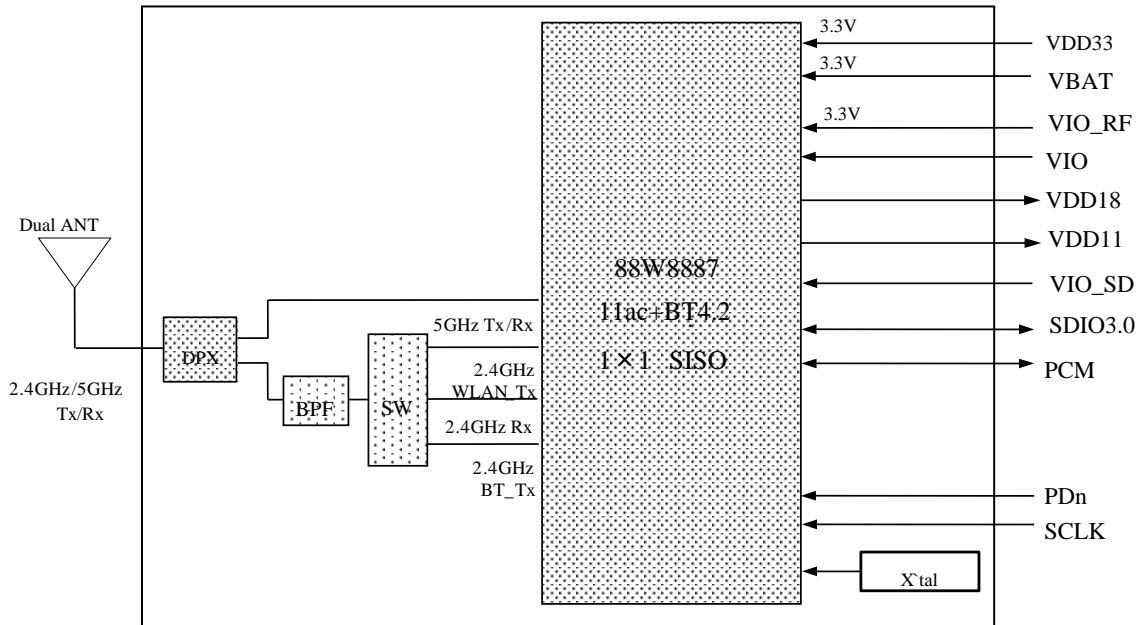 3.3V
VDD33
3.3V
VBAT
3.3V
VIO_RF
VIO
VDD18
Dual ANT
VDD11
88W8887
VIO_SD
11ac+BT4.2
5GHz Tx/Rx
SDIO3.0
DPX
1×1 SISO
2.4GHz
WLAN_Tx
PCM
2.4GHz/5GHz
Tx/Rx
BPF
SW
2.4GHz Rx
2.4GHz
BT_Tx
PDn
SCLK
X`tal